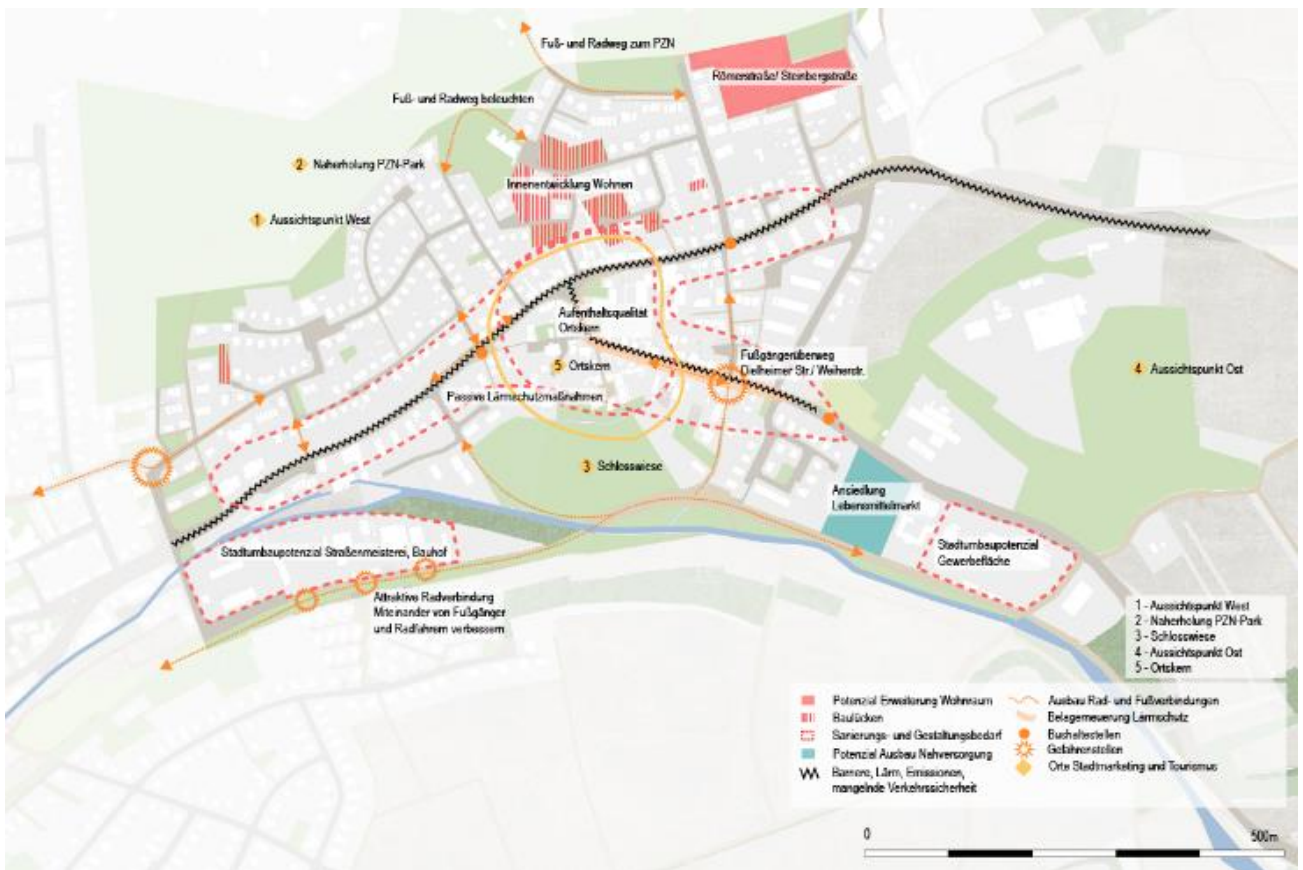 Fuß- und Radweg zum PZN
Römerstraße/ Steinbergstraße
Fuß- und Radweg beleuchten
2 Naherholung PZN-Park
Innenentwicklung Wohnen
1 Aussichtspunkt West
Aufenthaltsqualität
Ortskern
5 Ortskern
Fußgängerüberweg
Dielheimer Str./ Weiherstr.
4 Aussichtspunkt Ost
Passive Lärmschutzmaßnahmen
3 Schlosswiese
Ansiedlung
Lebensmittelmarkt
Stadtumbaupotenzial Straßenmeisterei, Bauhof
Stadtumbaupotenzial
Gewerbefläche
Attraktive Radverbindung
Miteinander von Fußgänger
und Radfahrern verbessern
1 - Aussichtspunkt West
2 - Naherholung PZN-Park
3 - Schlosswiese
4 - Aussichtspunkt Ost
5 - Ortskern
Potenzial Erweiterung Wohnraum
Baulücken
Sanierungs- und Gestaltungsbedarf
Potenzial Ausbau Nahversorgung
Barriere, Lärm, Emissionen,
mangelnde Verkehrssicherheit
Ausbau Rad- und Fußverbindungen
Belagerneuerung Lärmschutz
Bushaltestellen
Gefahrenstellen
Orte Stadtmarketing und Tourismus
0
500m